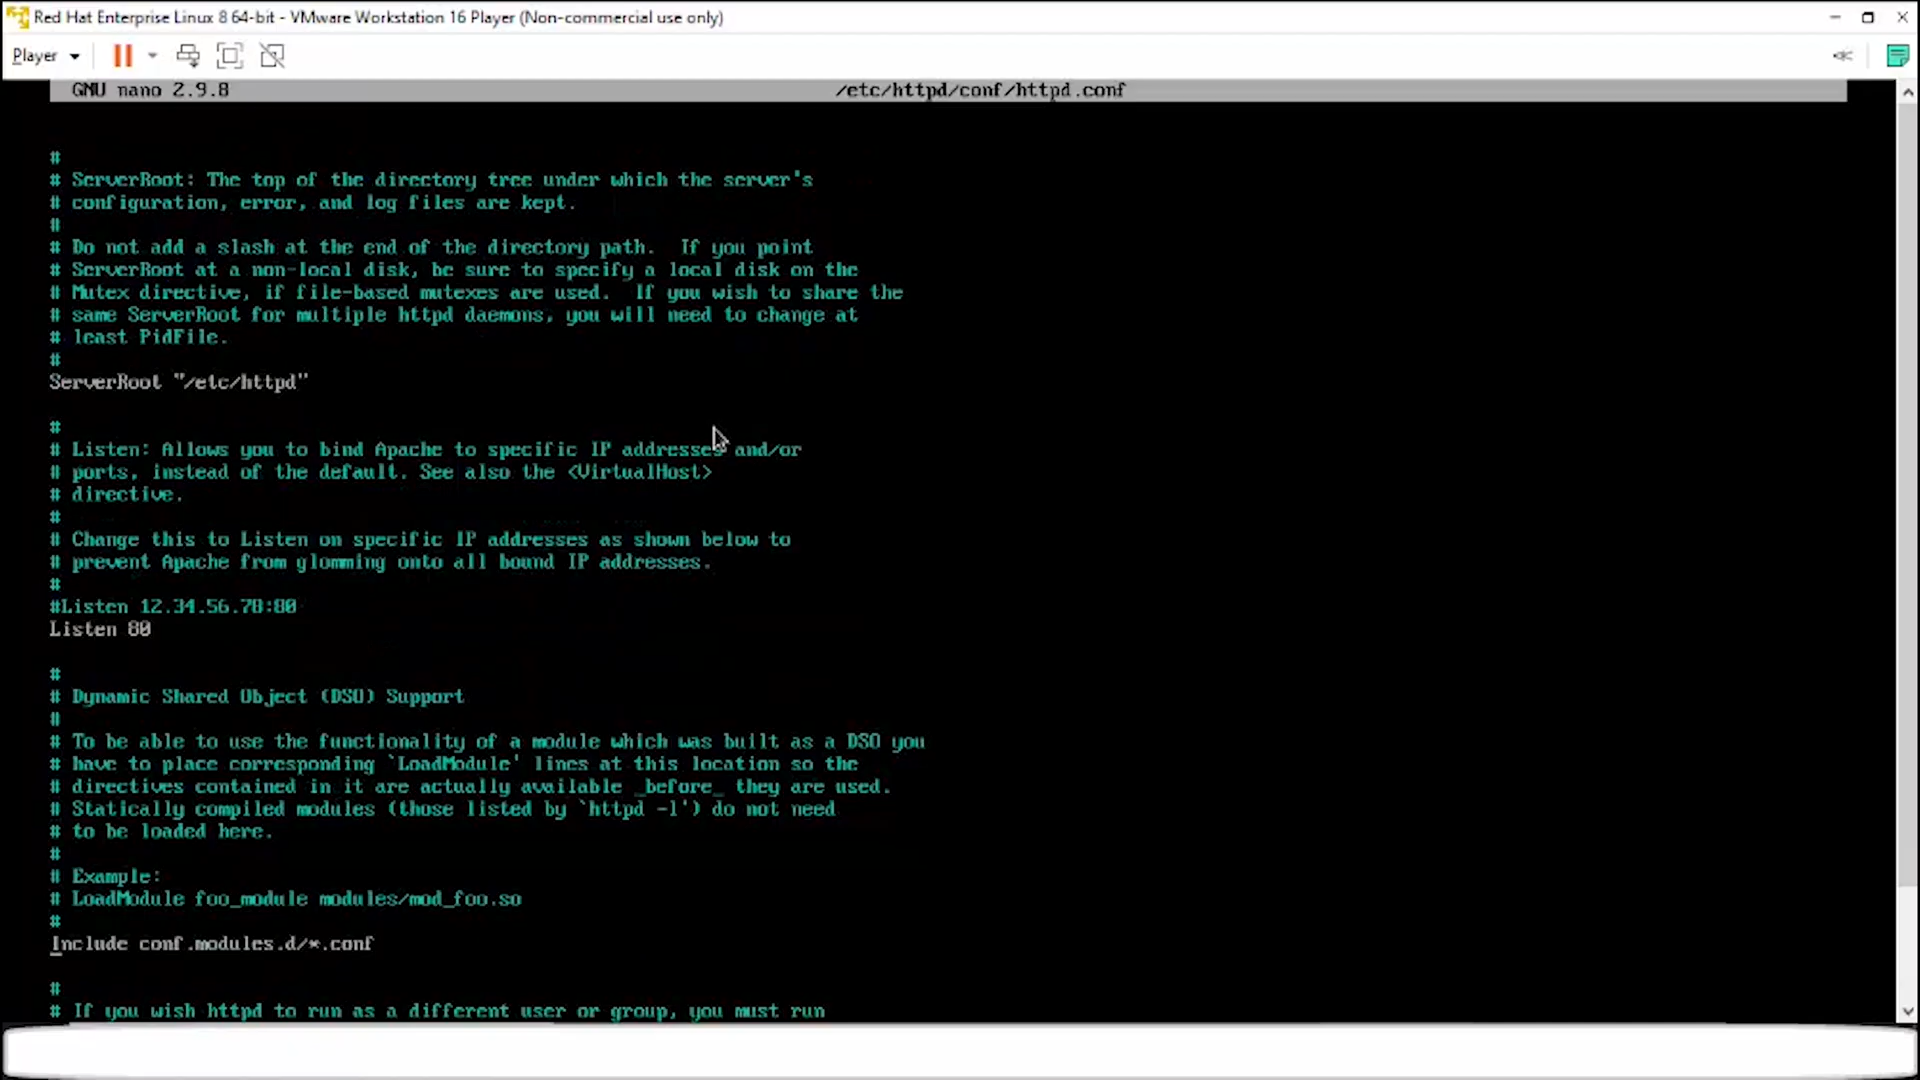 Red Hat Enterprise Linux 8 64-bit - VMware Workstation 16 Player (Non-commercial use only)
Player
GNU nano 2.9.8 /etc/httpd/conf/httpd.conf
#
# ServerRoot: The top of the directory tree under which the server's
# configuration, error, and log files are kept.
#
# Do not add a slash at the end of the directory path.  If you point
# ServerRoot at a non-local disk, be sure to specify a local disk on the
# Mutex directive, if file-based mutexes are used.  If you wish to share the
# same ServerRoot for multiple httpd daemons, you will need to change at
# least PidFile.
#
ServerRoot "/etc/httpd"
#
# Listen: Allows you to bind Apache to specific IP addresses and/or
# ports, instead of the default. See also the <VirtualHost>
# directive.
#
# Change this to Listen on specific IP addresses as shown below to
# prevent Apache from glomming onto all bound IP addresses.
#
#Listen 12.34.56.78:80
Listen 80
#
# Dynamic Shared Object (DSO) Support
#
# To be able to use the functionality of a module which was built as a DSO you
# have to place corresponding `LoadModule' lines at this location so the
# directives contained in it are actually available _before_ they are used.
# Statically compiled modules (those listed by `httpd -l') do not need
# to be loaded here.
#
# Example:
# LoadModule foo_module modules/mod_foo.so
#
Include conf.modules.d/*.conf
#
# If you wish httpd to run as a different user or group, you must run